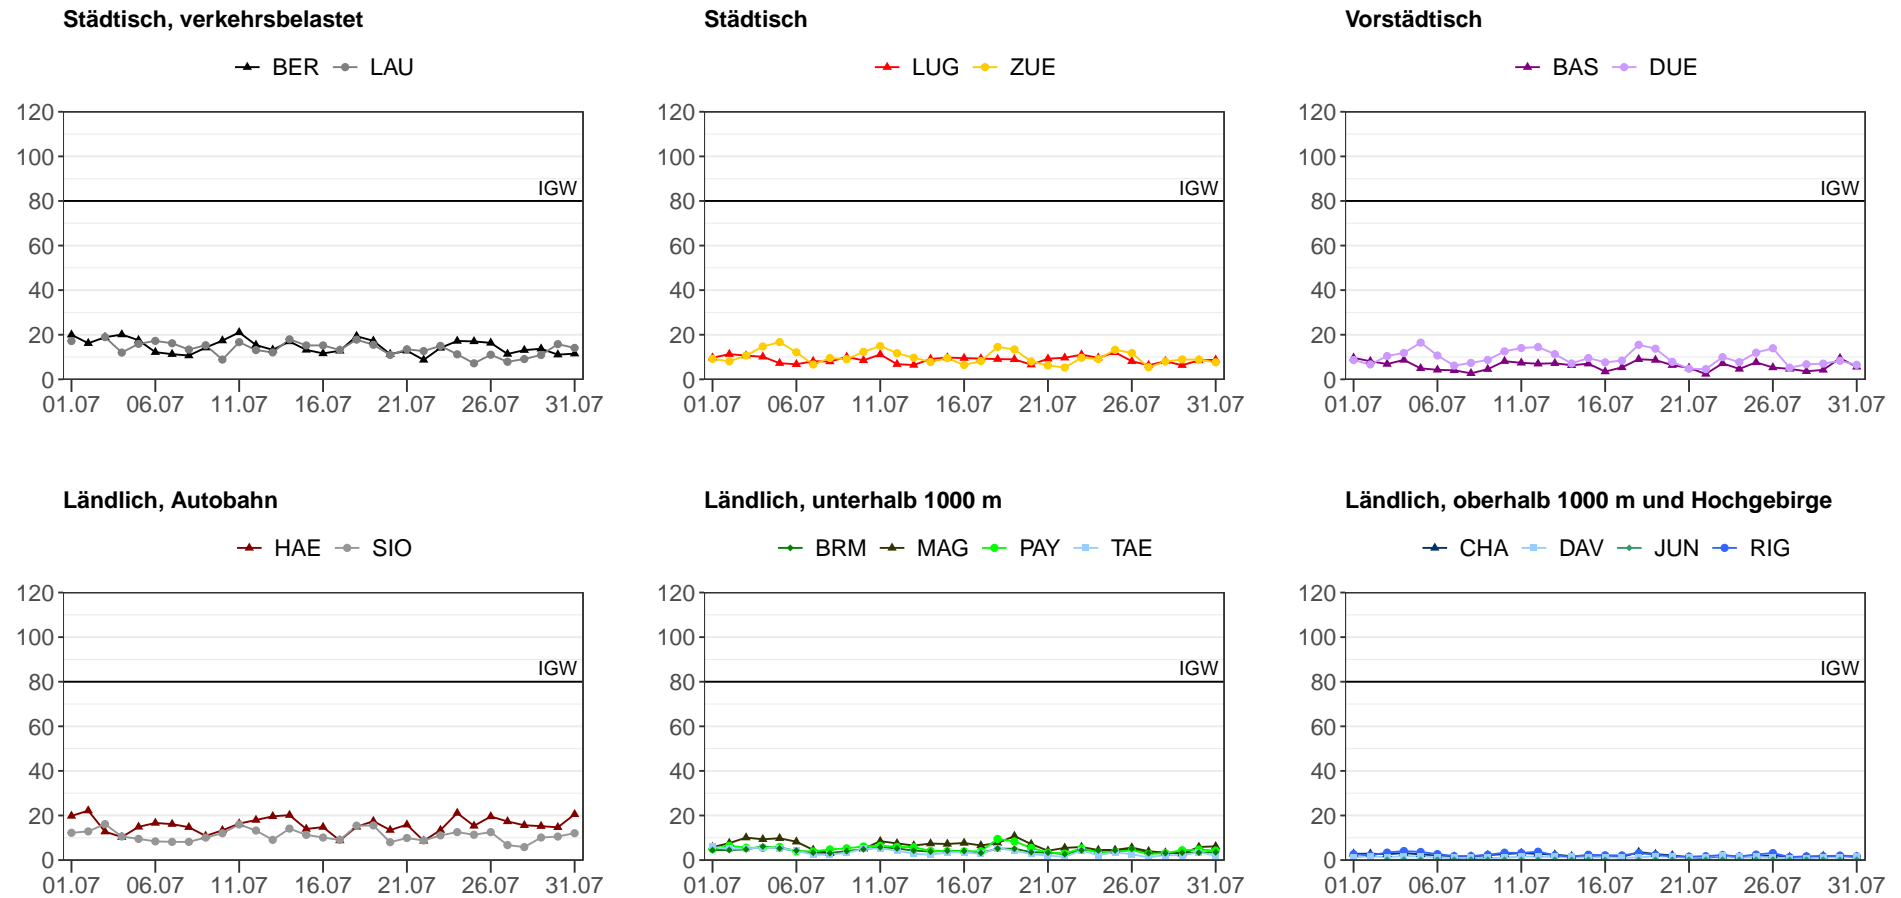 Städtisch, verkehrsbelastet
BER LAU
120
100
80
60
40
20
0
IGW
01.07 06.07 11.07 16.07 21.07 26.07 31.07
Städtisch
LUG ZUE
120
100
80
60
40
20
0
IGW
01.07 06.07 11.07 16.07 21.07 26.07 31.07
Vorstädtisch
BAS DUE
120
100
80
60
40
20
0
IGW
01.07 06.07 11.07 16.07 21.07 26.07 31.07
Ländlich, Autobahn
HAE SIO
120
100
80
60
40
20
0
IGW
01.07 06.07 11.07 16.07 21.07 26.07 31.07
Ländlich, unterhalb 1000 m
BRM MAG PAY TAE
120
100
80
60
40
20
0
IGW
01.07 06.07 11.07 16.07 21.07 26.07 31.07
Ländlich, oberhalb 1000 m und Hochgebirge
CHA DAV JUN RIG
120
100
80
60
40
20
0
IGW
01.07 06.07 11.07 16.07 21.07 26.07 31.07